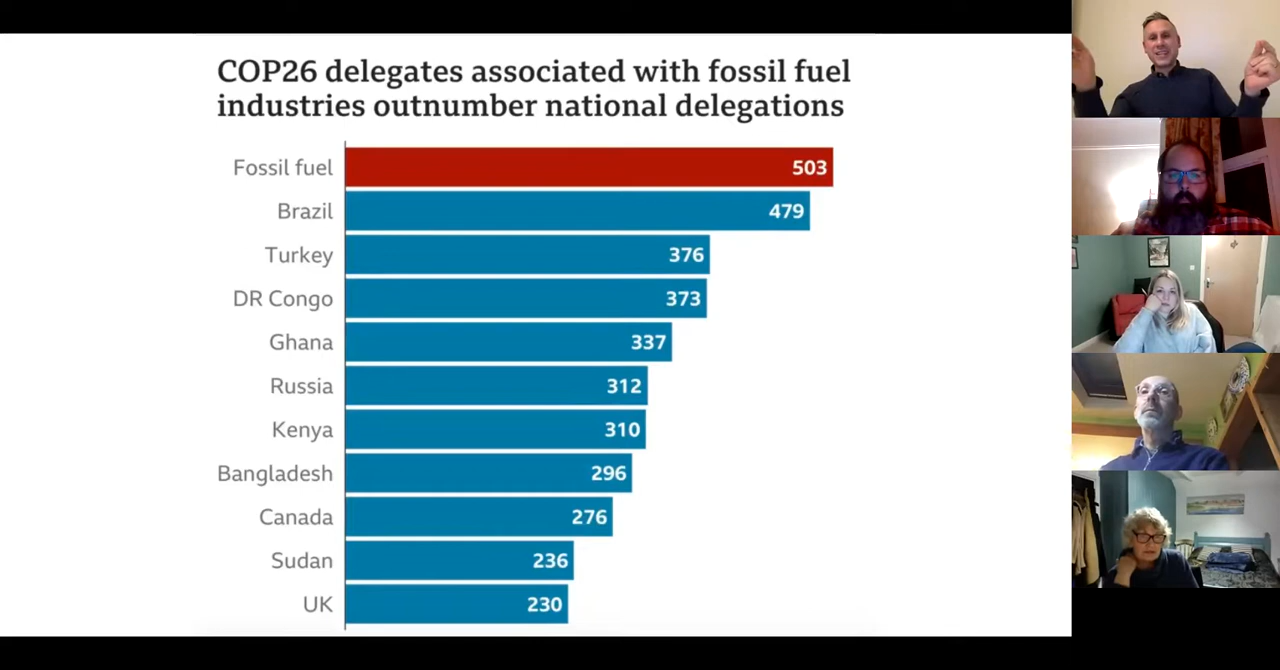 COP26 delegates associated with fossil fuel
industries outnumber national delegations
Fossil fuel 503
Brazil 479
Turkey 376
DR Congo 373
Ghana 337
Russia 312
Kenya 310
Bangladesh 296
Canada 276
Sudan 236
UK 230